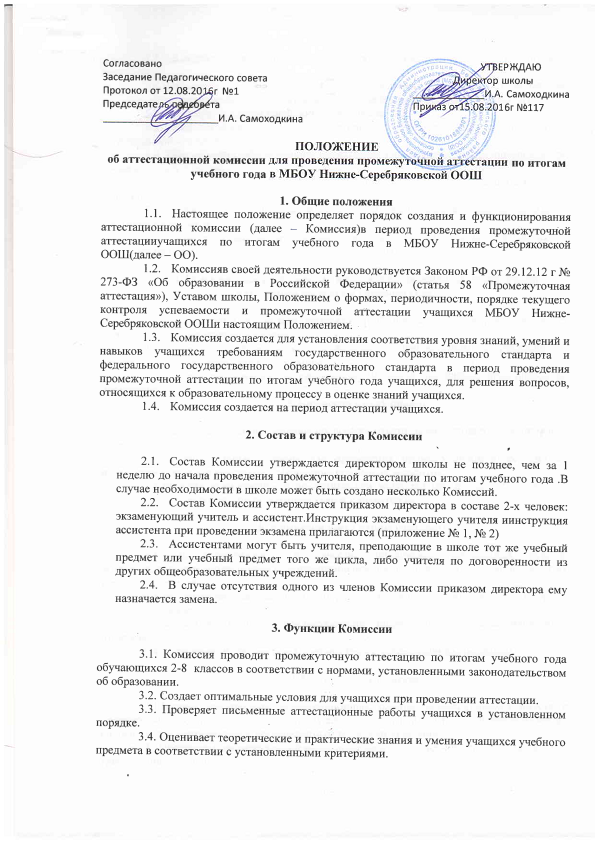 Согласовано
УТВЕРЖДАЮ
Заседание Педагогического совета
Директор школы
Протокол от 12.08.2016г №1
И.А. Самоходкина
Председатель педсовета
Приказ от15.08.2016г №117
И.А. Самоходкина
ПОЛОЖЕНИЕ
об аттестационной комиссии для проведения промежуточной аттестации по итогам
учебного года в МБОУ Нижне-Серебряковской ООШ
1. Общие положения
1.1. Настоящее положение определяет порядок создания и функционирования
аттестационной комиссии (далее – Комиссия)в период проведения промежуточной
аттестацииучащихся по итогам учебного года в МБОУ Нижне-Серебряковской
ООШ(далее – ОО).
1.2. Комиссияв своей деятельности руководствуется Законом РФ от 29.12.12 г №
273-ФЗ «Об образовании в Российской Федерации» (статья 58 «Промежуточная
аттестация»), Уставом школы, Положением о формах, периодичности, порядке текущего
контроля успеваемости и промежуточной аттестации учащихся МБОУ Нижне-
Серебряковской ООШи настоящим Положением.
1.3. Комиссия создается для установления соответствия уровня знаний, умений и
навыков учащихся требованиям государственного образовательного стандарта и
федерального государственного образовательного стандарта в период проведения
промежуточной аттестации по итогам учебного года учащихся, для решения вопросов,
относящихся к образовательному процессу в оценке знаний учащихся.
1.4. Комиссия создается на период аттестации учащихся.
2. Состав и структура Комиссии
2.1. Состав Комиссии утверждается директором школы не позднее, чем за 1
неделю до начала проведения промежуточной аттестации по итогам учебного года .В
случае необходимости в школе может быть создано несколько Комиссий.
2.2. Состав Комиссии утверждается приказом директора в составе 2-х человек:
экзаменующий учитель и ассистент.Инструкция экзаменующего учителя иинструкция
ассистента при проведении экзамена прилагаются (приложение № 1, № 2)
2.3. Ассистентами могут быть учителя, преподающие в школе тот же учебный
предмет или учебный предмет того же цикла, либо учителя по договоренности из
других общеобразовательных учреждений.
2.4. В случае отсутствия одного из членов Комиссии приказом директора ему
назначается замена.
3. Функции Комиссии
3.1. Комиссия проводит промежуточную аттестацию по итогам учебного года
обучающихся 2-8 классов в соответствии с нормами, установленными законодательством
об образовании.
3.2. Создает оптимальные условия для учащихся при проведении аттестации.
3.3. Проверяет письменные аттестационные работы учащихся в установленном
порядке.
3.4. Оценивает теоретические и практические знания и умения учащихся учебного
предмета в соответствии с установленными критериями.